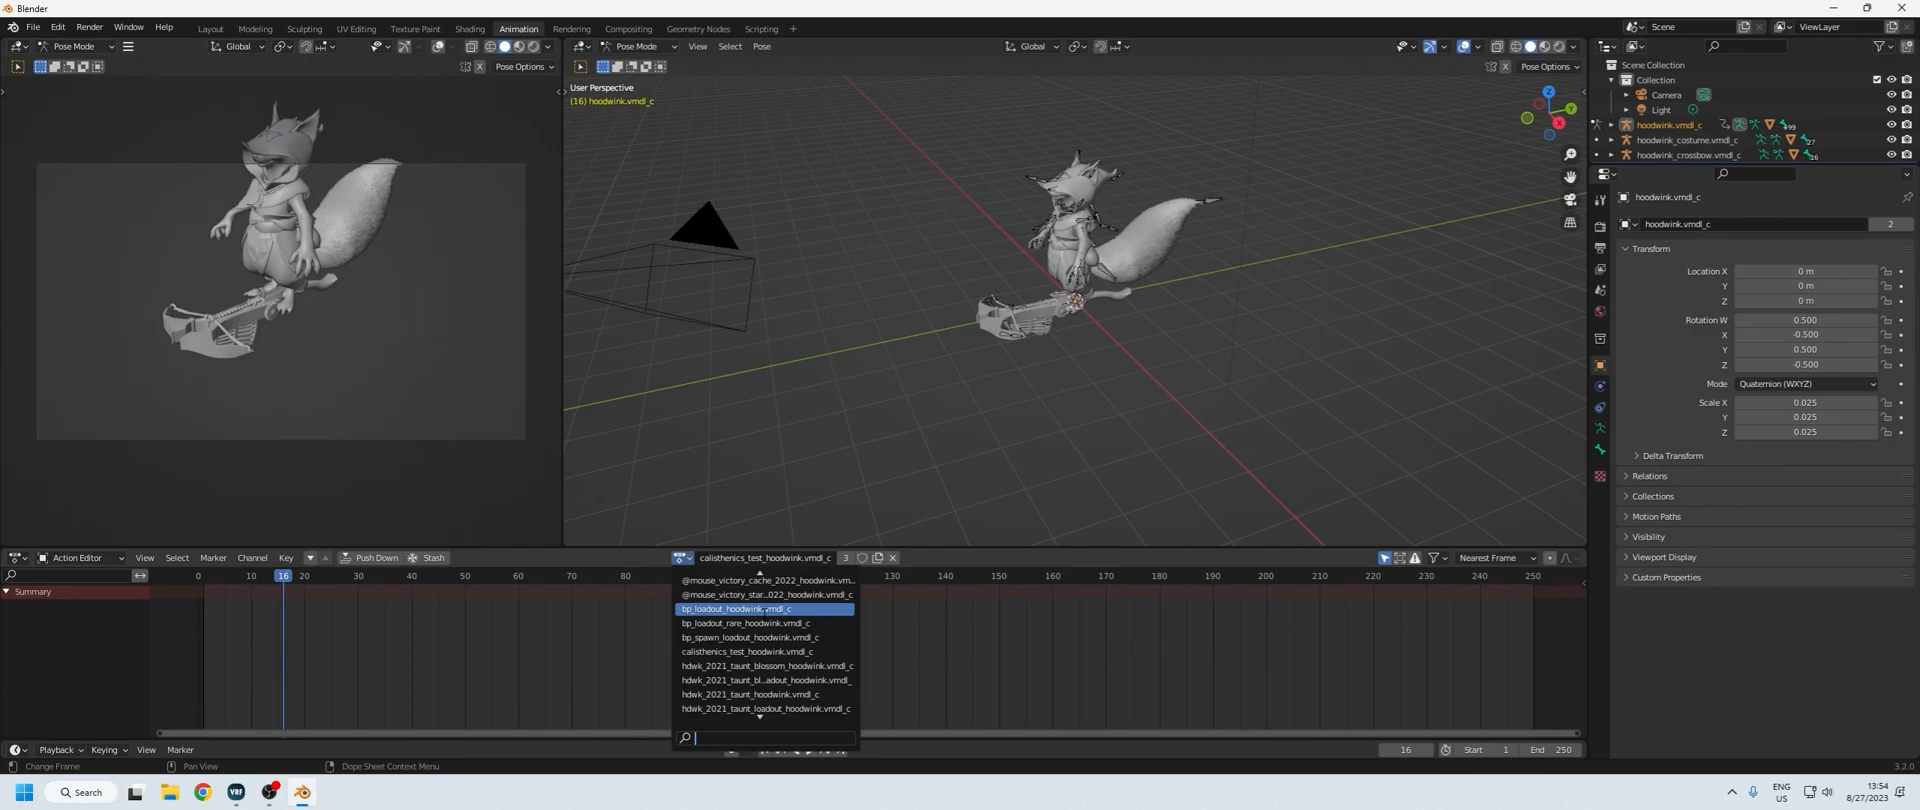 Blender
File Edit Render Window Help Layout Modeling Sculpting UV Editing Texture Paint Shading Animation Rendering Compositing Geometry Nodes Scripting + Scene ViewLayer
Pose Mode Global Pose Mode View Select Pose Global
Pose Options X Pose Options
User Perspective
(16) hoodwink.vmdl_c
Z
Y
X
Scene Collection
Collection
Camera
Light
hoodwink.vmdl_c 99
hoodwink_costume.vmdl_c 27
hoodwink_crossbow.vmdl_c 16
hoodwink.vmdl_c
hoodwink.vmdl_c 2
Transform
Location X 0 m
Y 0 m
Z 0 m
Rotation W 0.500
X -0.500
Y 0.500
Z -0.500
Mode Quaternion (WXYZ)
Scale X 0.025
Y 0.025
Z 0.025
Delta Transform
Relations
Collections
Motion Paths
Visibility
Viewport Display
Custom Properties
Action Editor View Select Marker Channel Key Push Down Stash calisthenics_test_hoodwink.vmdl_c 3 Nearest Frame
0 10 16 20 30 40 50 60 70 80 130 140 150 160 170 180 190 200 210 220 230 240 250
Summary
@mouse_victory_cache_2022_hoodwink.vm...
@mouse_victory_star...022_hoodwink.vmdl_c
bp_loadout_hoodwink.vmdl_c
bp_loadout_rare_hoodwink.vmdl_c
bp_spawn_loadout_hoodwink.vmdl_c
calisthenics_test_hoodwink.vmdl_c
hdwk_2021_taunt_blossom_hoodwink.vmdl_c
hdwk_2021_taunt_bl...adout_hoodwink.vmdl_
hdwk_2021_taunt_hoodwink.vmdl_c
hdwk_2021_taunt_loadout_hoodwink.vmdl_c
Playback Keying View Marker 16 Start 1 End 250
Change Frame Pan View Dope Sheet Context Menu 3.2.0
Search VRF ENG
US 13:54
8/27/2023